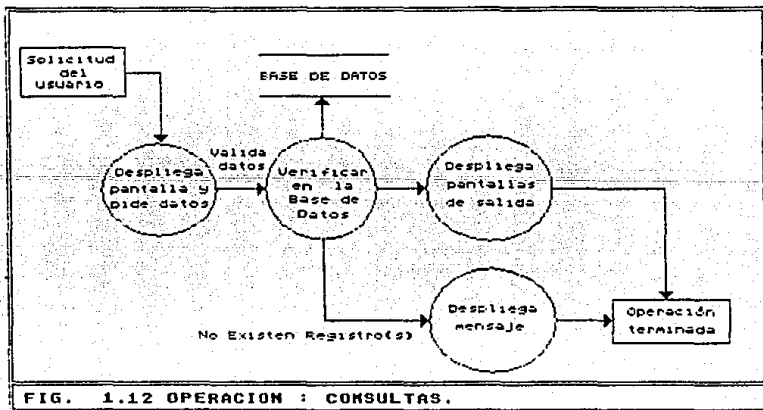 Solicitud
del
usuario
BASE DE DATOS
Despliega
pantalla y
pide datos
Valida
datos
Verificar
en la
Base de
Datos
Despliega
pantallas
de salida
No Existen Registro(s)
Despliega
mensaje
Operación
terminada
FIG. 1.12 OPERACION : CONSULTAS.